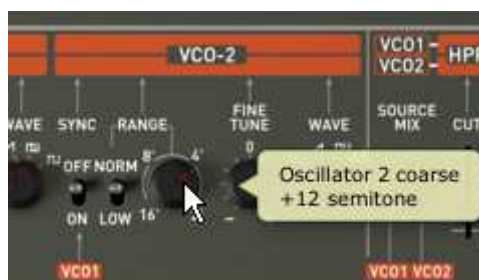 VCO-2
VCO1
VCO2
HPF
WAVE SYNC RANGE FINE TUNE WAVE
SOURCE MIX
CUT
OFF NORM 8' 4' 0
ON LOW 16'
Oscillator 2 coarse
+12 semitone
VCO1
VCO1 VCO2